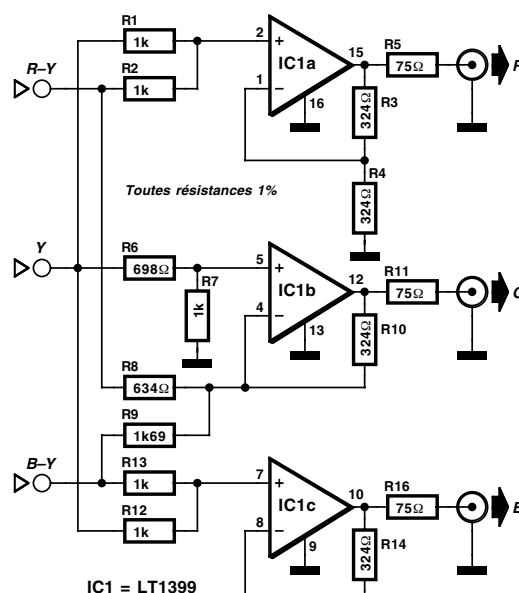 R1
1k
R–Y
R2
1k
2
+
IC1a
1
–
15
16
R5
75Ω
R3
324Ω
R4
324Ω
Toutes résistances 1%
Y
R6
698Ω
R7
1k
5
+
IC1b
4
–
12
13
R11
75Ω
R10
324Ω
R8
634Ω
R9
1k69
B–Y
R13
1k
R12
1k
7
+
IC1c
8
–
10
9
R16
75Ω
R14
324Ω
IC1 = LT1399